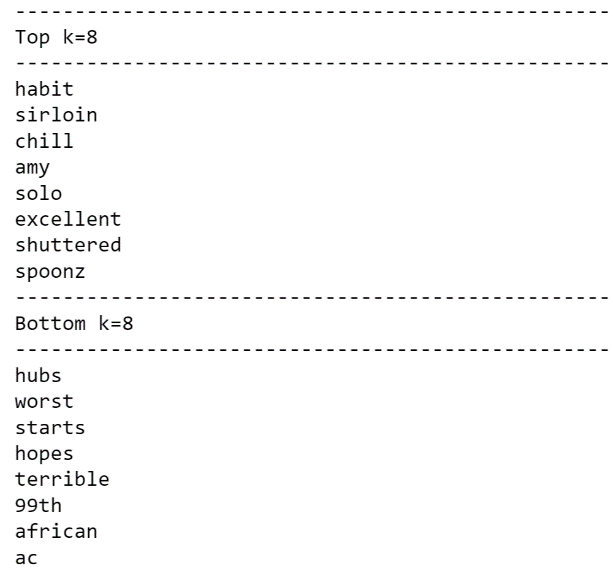 --------------------------------------------------
Top k=8
--------------------------------------------------
habit
sirloin
chill
amy
solo
excellent
shuttered
spoonz
--------------------------------------------------
Bottom k=8
--------------------------------------------------
hubs
worst
starts
hopes
terrible
99th
african
ac